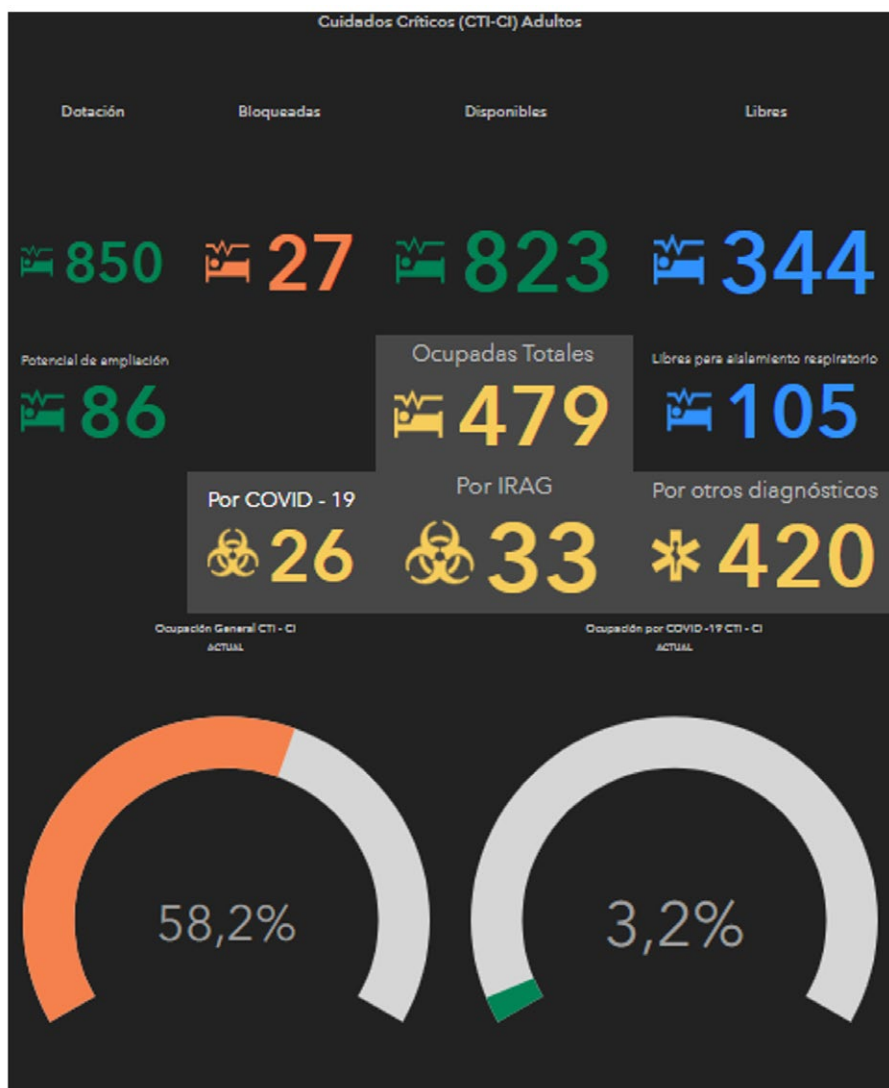 Cuidados Críticos (CTI-CI) Adultos
Dotación
Bloqueadas
Disponibles
Libres
850
27
823
344
Potencial de ampliación
86
Ocupadas Totales
479
Libres para aislamiento respiratorio
105
Por COVID - 19
26
Por IRAG
33
Por otros diagnósticos
420
Ocupación General CTI - CI
ACTUAL
58,2%
Ocupación por COVID -19 CTI - CI
ACTUAL
3,2%